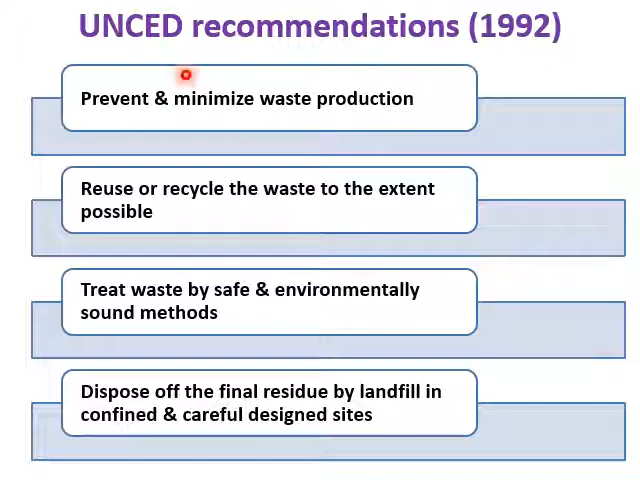 UNCED recommendations (1992)
Prevent & minimize waste production
Reuse or recycle the waste to the extent
possible
Treat waste by safe & environmentally
sound methods
Dispose off the final residue by landfill in
confined & careful designed sites